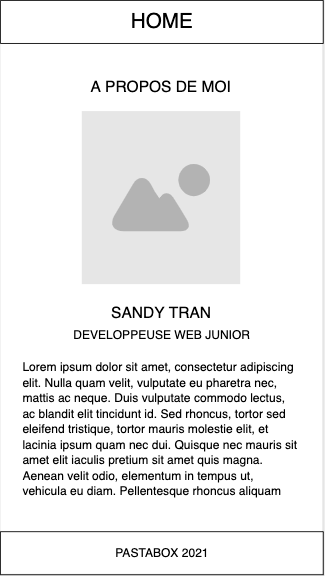 HOME
A PROPOS DE MOI
SANDY TRAN
DEVELOPPEUSE WEB JUNIOR
Lorem ipsum dolor sit amet, consectetur adipiscing
elit. Nulla quam velit, vulputate eu pharetra nec,
mattis ac neque. Duis vulputate commodo lectus,
ac blandit elit tincidunt id. Sed rhoncus, tortor sed
eleifend tristique, tortor mauris molestie elit, et
lacinia ipsum quam nec dui. Quisque nec mauris sit
amet elit iaculis pretium sit amet quis magna.
Aenean velit odio, elementum in tempus ut,
vehicula eu diam. Pellentesque rhoncus aliquam
PASTABOX 2021